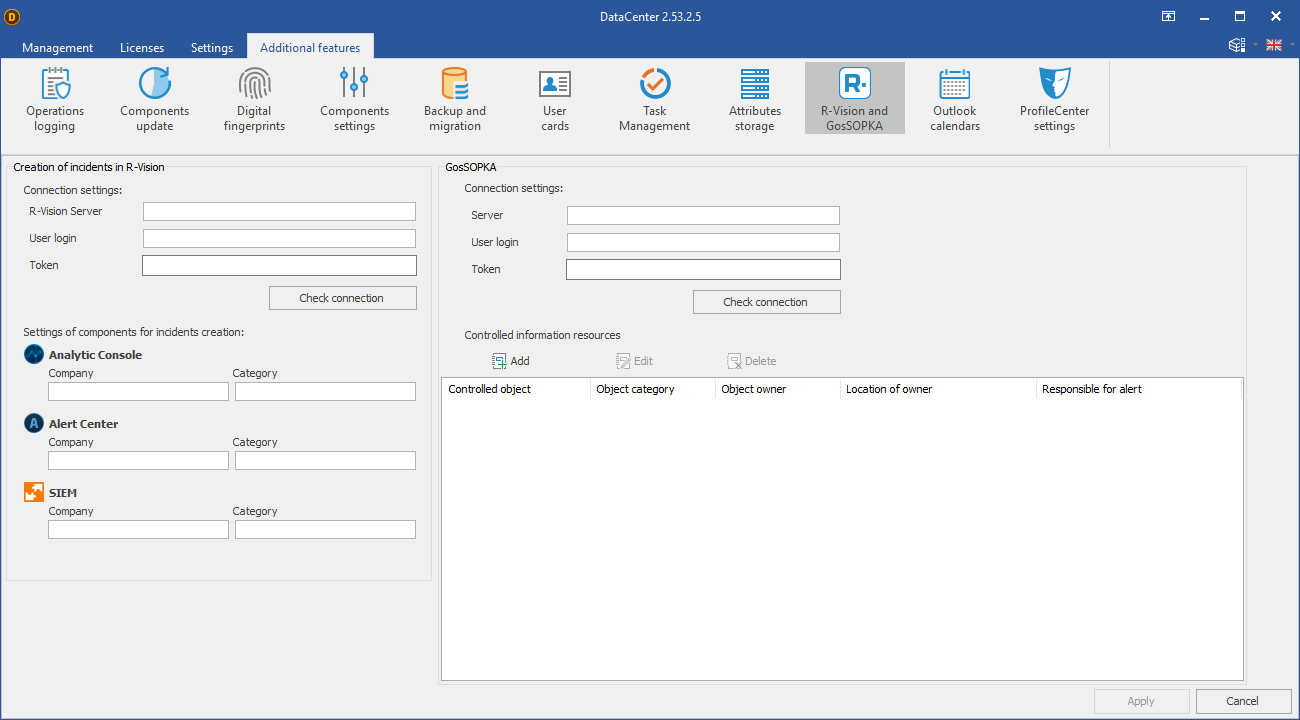 D
DataCenter 2.53.2.5
Management Licenses Settings Additional features
Operations logging
Components update
Digital fingerprints
Components settings
Backup and migration
User cards
Task Management
Attributes storage
R.
R-Vision and GosSOPKA
Outlook calendars
ProfileCenter settings
Creation of incidents in R-Vision
Connection settings:
R-Vision Server
User login
Token
Check connection
Settings of components for incidents creation:
Analytic Console
Company Category
A Alert Center
Company Category
SIEM
Company Category
GosSOPKA
Connection settings:
Server
User login
Token
Check connection
Controlled information resources
Add Edit Delete
Controlled object Object category Object owner Location of owner Responsible for alert
Apply Cancel